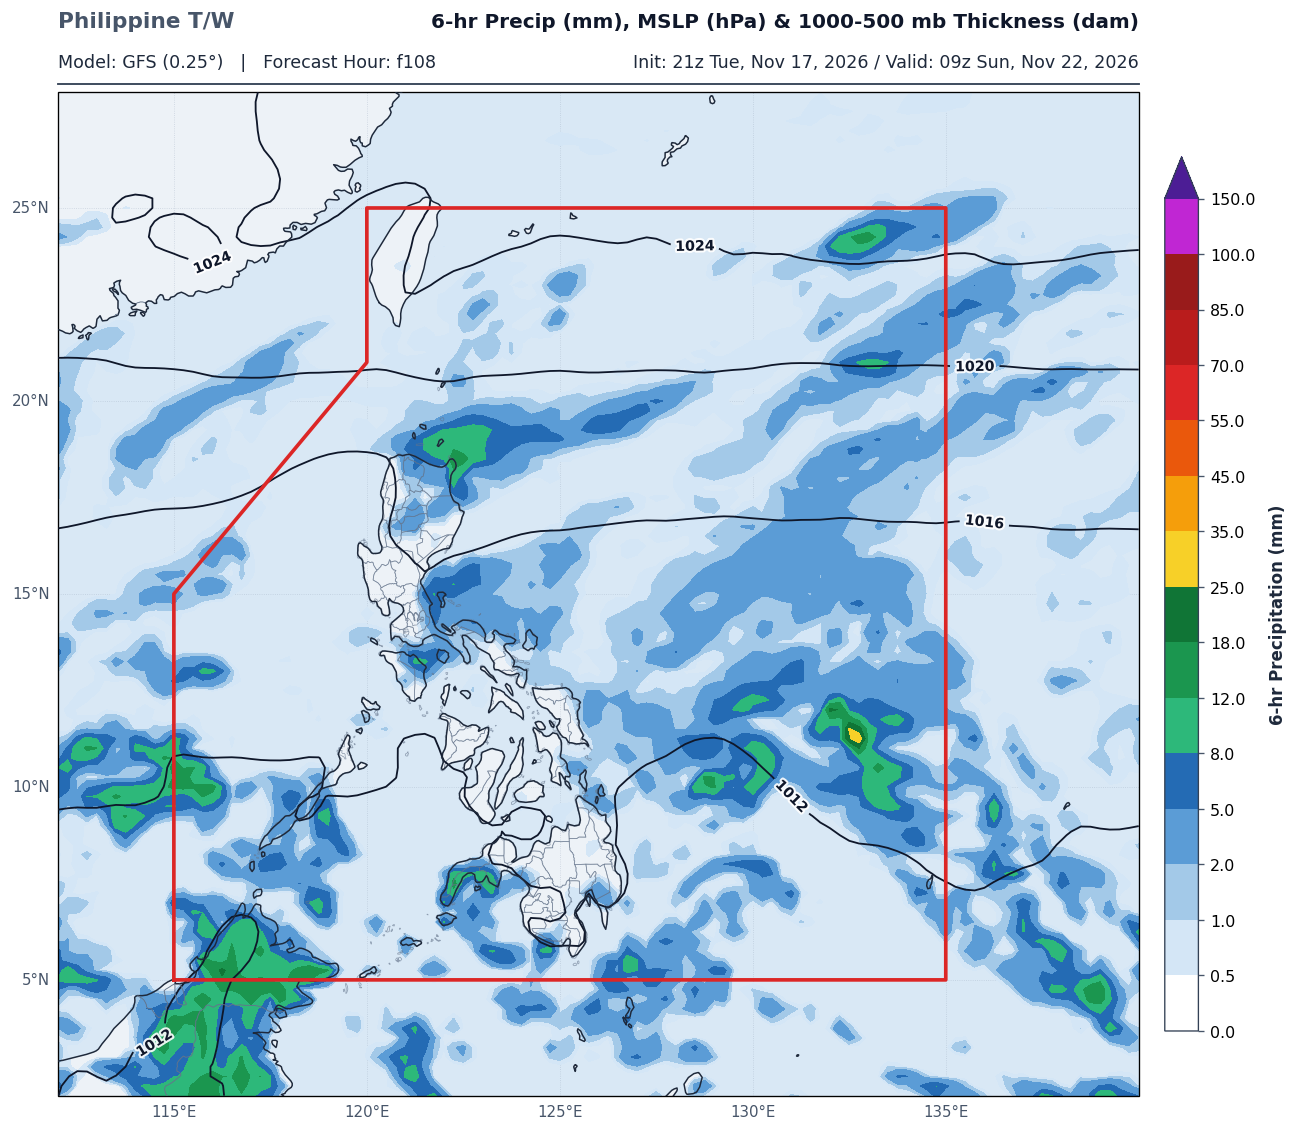 Philippine T/W
6-hr Precip (mm), MSLP (hPa) & 1000-500 mb Thickness (dam)
Model: GFS (0.25°) | Forecast Hour: f108
Init: 21z Tue, Nov 17, 2026 / Valid: 09z Sun, Nov 22, 2026
25°N
20°N
15°N
10°N
5°N
115°E
120°E
125°E
130°E
135°E
1024
1024
1020
1016
1012
1012
150.0
100.0
85.0
70.0
55.0
45.0
35.0
25.0
18.0
12.0
8.0
5.0
2.0
1.0
0.5
0.0
6-hr Precipitation (mm)